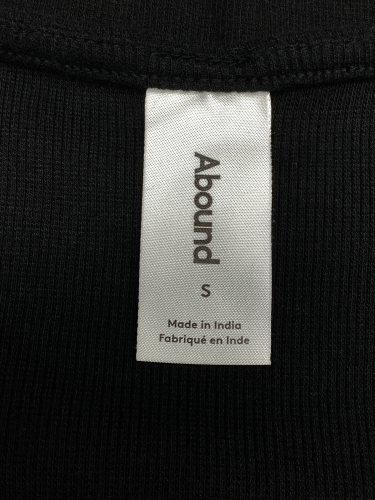 Abound
S
Made in India
Fabriqué en Inde